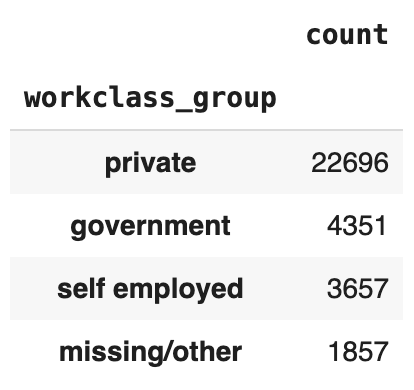 count
workclass_group
private 22696
government 4351
self employed 3657
missing/other 1857